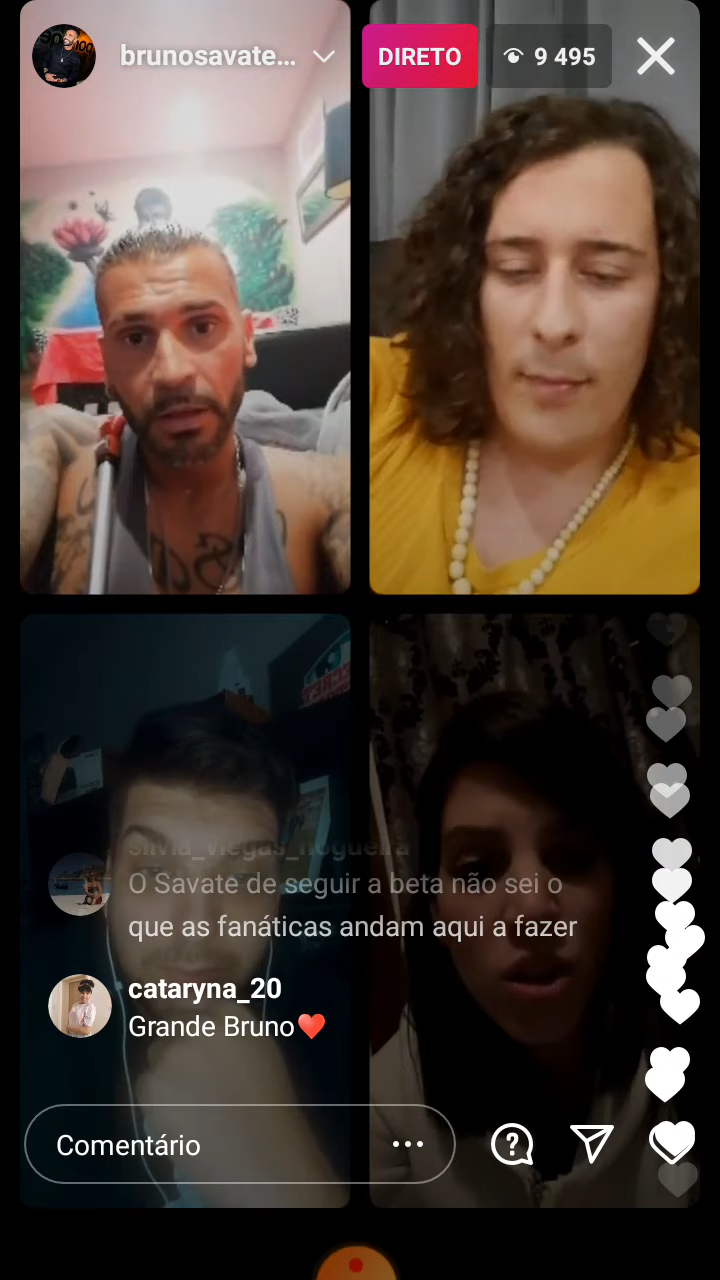 brunosavate...
DIRETO
9 495
silvia_viegas_nogueira
O Savate de seguir a beta não sei o
que as fanáticas andam aqui a fazer
cataryna_20
Grande Bruno❤️
Comentário